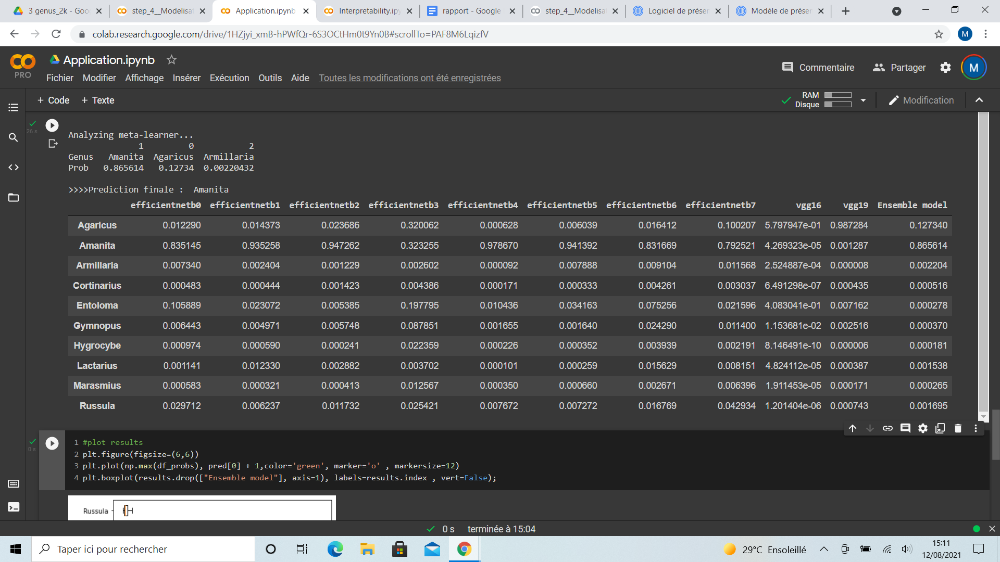 3 genus_2k - Goo
step_4__Modelisa
Application.ipynb
Interpretability.ipy
rapport - Google
step_4__Modelisa
Logiciel de présen
Modèle de présen
colab.research.google.com/drive/1HZjyi_xmB-hPWfQr-6S3OCtHm0t9Yn0B#scrollTo=PAF8M6LqizfV
M
PRO
Application.ipynb
Commentaire
Partager
M
Fichier Modifier Affichage Insérer Exécution Outils Aide Toutes les modifications ont été enregistrées
+ Code + Texte
RAM
Disque
Modification
26 s
Analyzing meta-learner...
1 0 2
Genus Amanita Agaricus Armillaria
Prob 0.865614 0.12734 0.00220432
>>>>Prediction finale : Amanita
efficientnetb0 efficientnetb1 efficientnetb2 efficientnetb3 efficientnetb4 efficientnetb5 efficientnetb6 efficientnetb7 vgg16 vgg19 Ensemble model
Agaricus 0.012290 0.014373 0.023686 0.320062 0.000628 0.006039 0.016412 0.100207 5.797947e-01 0.987284 0.127340
Amanita 0.835145 0.935258 0.947262 0.323255 0.978670 0.941392 0.831669 0.792521 4.269323e-05 0.001287 0.865614
Armillaria 0.007340 0.002404 0.001229 0.002602 0.000092 0.007888 0.009104 0.011568 2.524887e-04 0.000008 0.002204
Cortinarius 0.000483 0.000444 0.001423 0.004386 0.000171 0.000333 0.004261 0.003037 6.491298e-07 0.000435 0.000516
Entoloma 0.105889 0.023072 0.005385 0.197795 0.010436 0.034163 0.075256 0.021596 4.083041e-01 0.007162 0.000278
Gymnopus 0.006443 0.004971 0.005748 0.087851 0.001655 0.001640 0.024290 0.011400 1.153681e-02 0.002516 0.000370
Hygrocybe 0.000974 0.000590 0.000241 0.022359 0.000226 0.000352 0.003939 0.002191 8.146491e-10 0.000006 0.000181
Lactarius 0.001141 0.012330 0.002882 0.003702 0.000101 0.000259 0.015629 0.008151 4.824112e-05 0.000387 0.001538
Marasmius 0.000583 0.000321 0.000413 0.012567 0.000350 0.000660 0.002671 0.006396 1.911453e-05 0.000171 0.000265
Russula 0.029712 0.006237 0.011732 0.025421 0.007672 0.007272 0.016769 0.042934 1.201404e-06 0.000743 0.001695
0 s
1 #plot results
2 plt.figure(figsize=(6,6))
3 plt.plot(np.max(df_probs), pred[0] + 1,color='green', marker='o' , markersize=12)
4 plt.boxplot(results.drop(["Ensemble model"], axis=1), labels=results.index , vert=False);
Russula
0 s terminée à 15:04
Taper ici pour rechercher
29°C Ensoleillé
15:11
12/08/2021